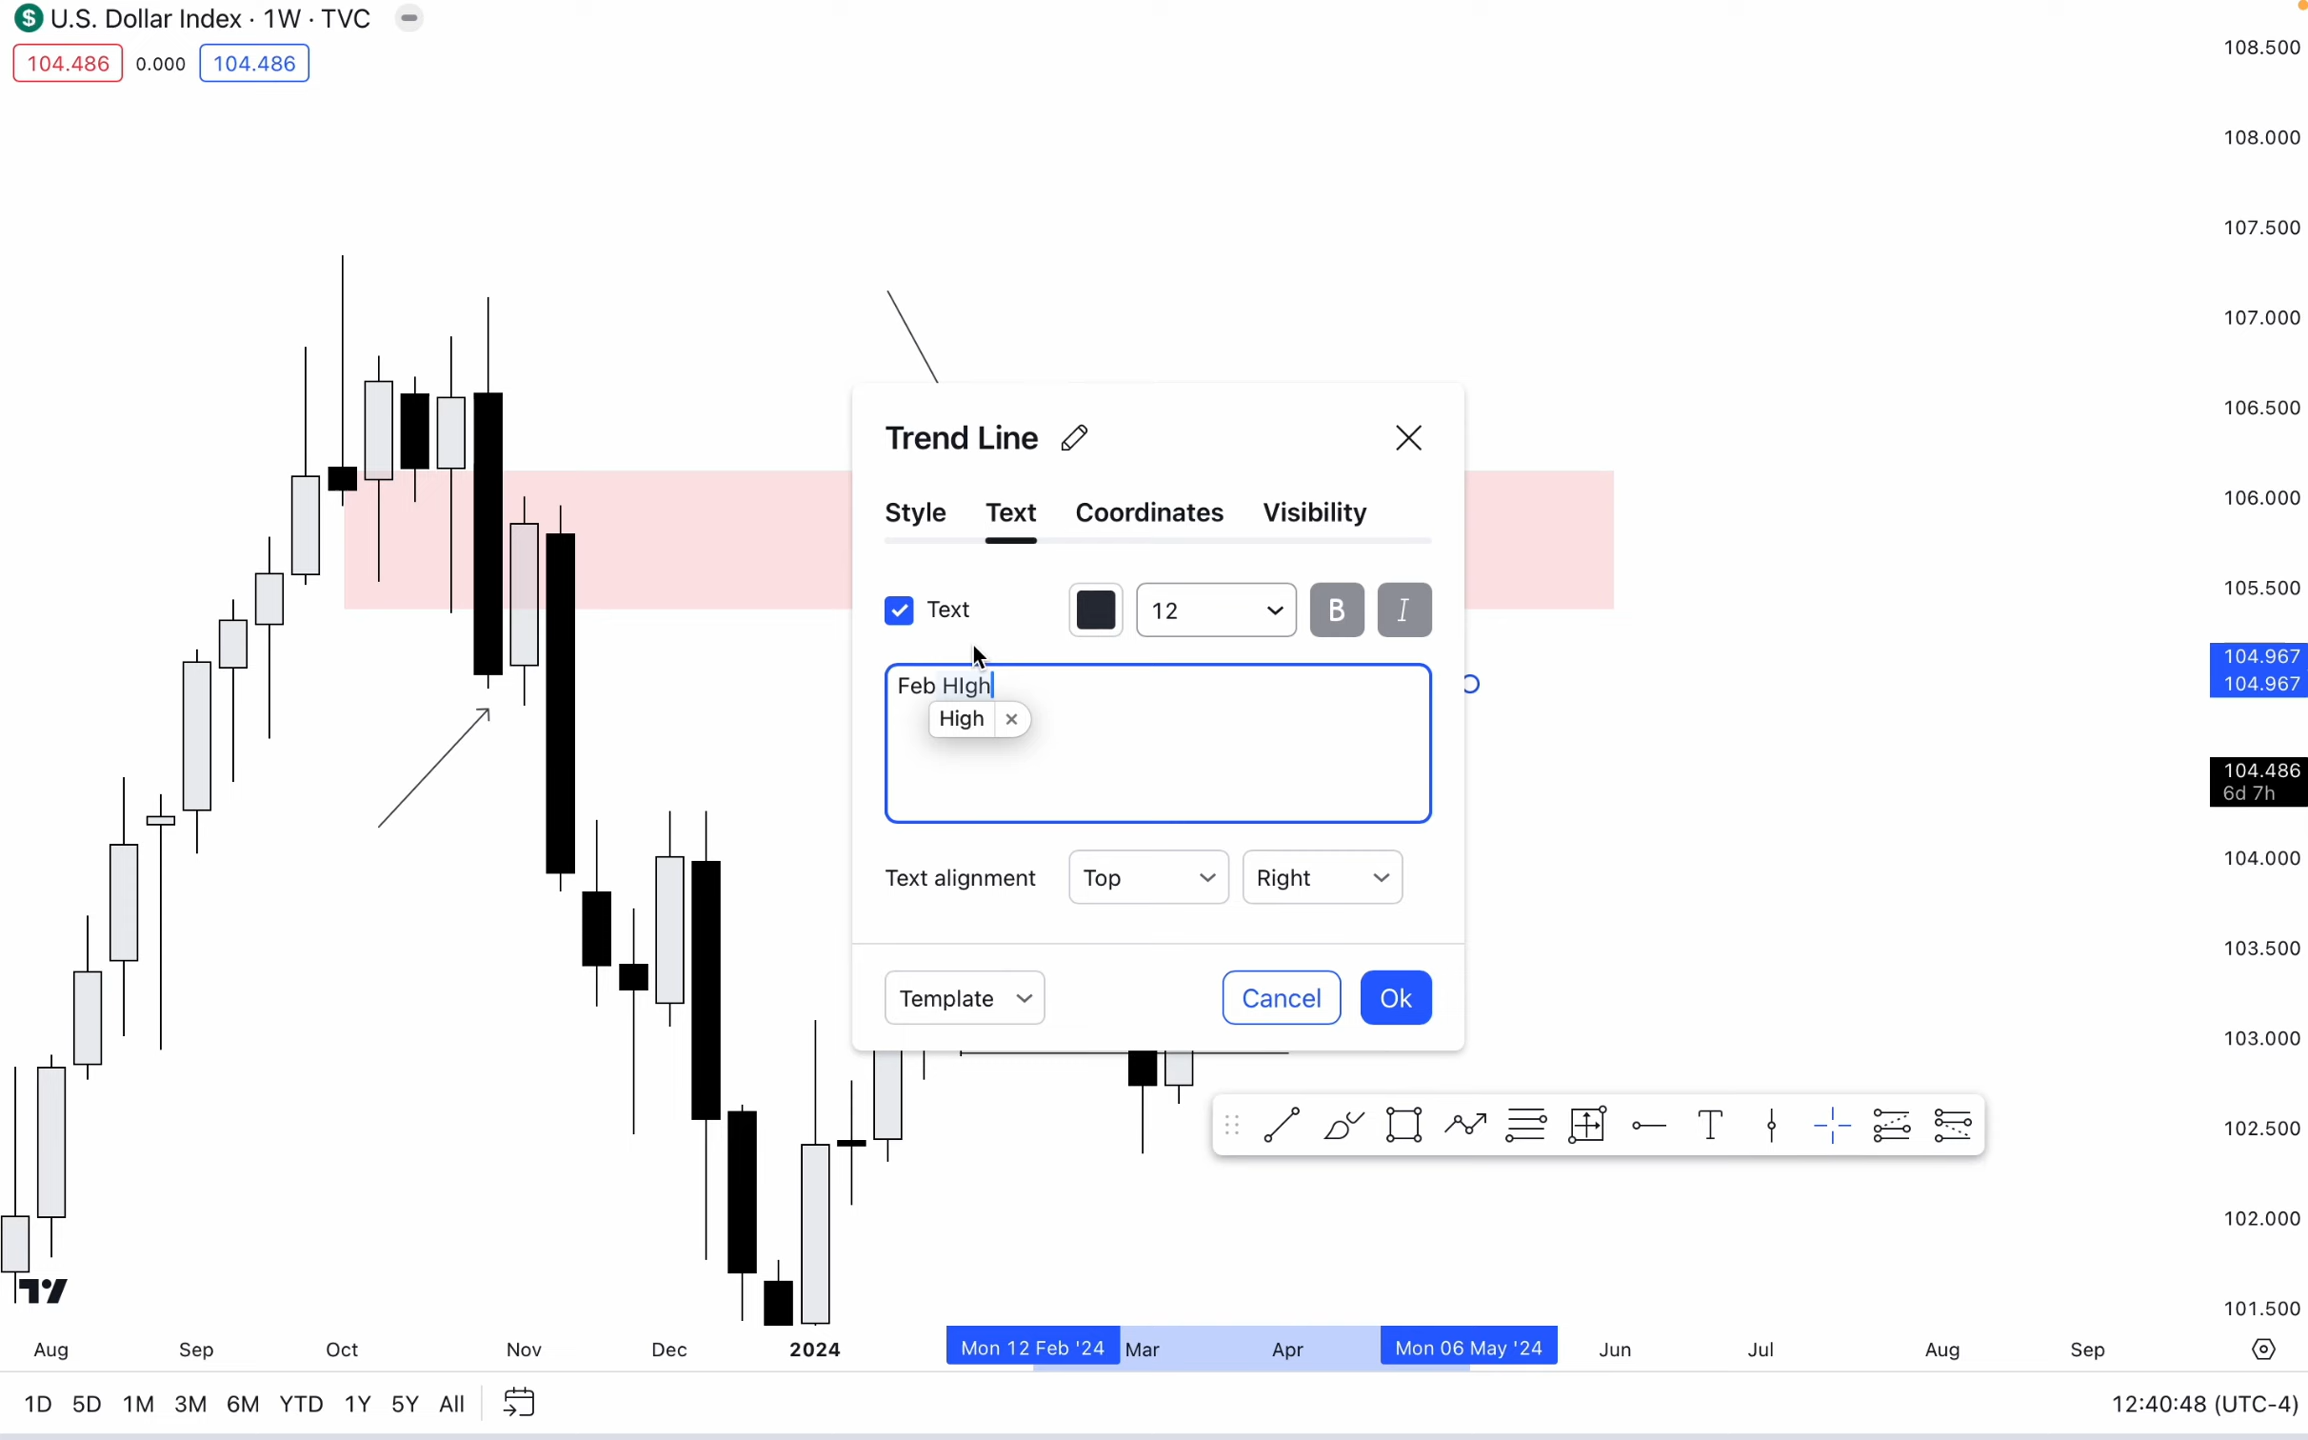 U.S. Dollar Index · 1W · TVC
104.486 0.000 104.486
108.500
108.000
107.500
107.000
106.500
106.000
105.500
104.967
104.967
104.486
6d 7h
104.000
103.500
103.000
102.500
102.000
101.500
Trend Line
Style Text Coordinates Visibility
Text 12 B I
Feb HIgh
High ×
Text alignment Top Right
Template Cancel Ok
Aug Sep Oct Nov Dec 2024 Mon 12 Feb '24 Mar Apr Mon 06 May '24 Jun Jul Aug Sep
1D 5D 1M 3M 6M YTD 1Y 5Y All 12:40:48 (UTC-4)